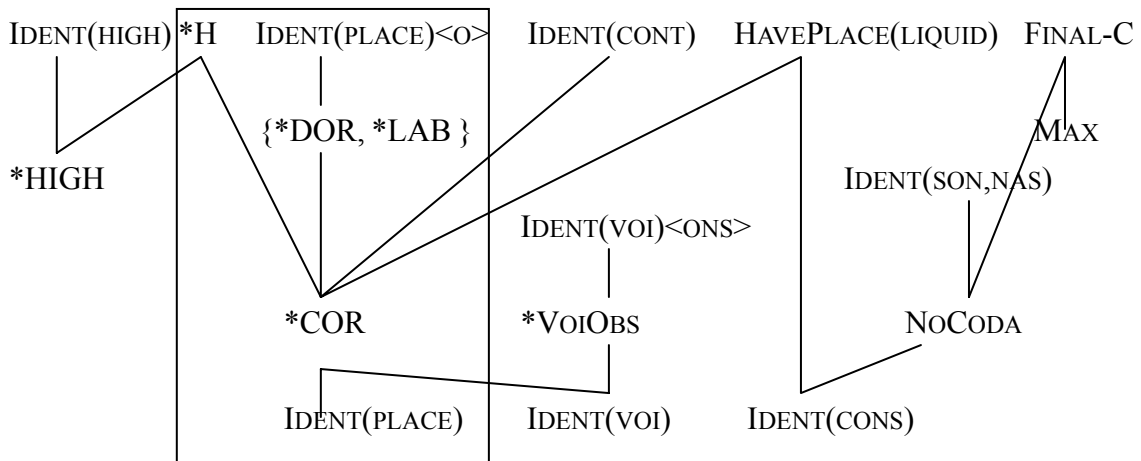 IDENT(HIGH) *H IDENT(PLACE)<O> IDENT(CONT) HAVEPLACE(LIQUID) FINAL-C
{*DOR, *LAB } MAX
*HIGH IDENT(SON,NAS)
IDENT(VOI)<ONS>
*COR *VOIOBS NOCODA
IDENT(PLACE) IDENT(VOI) IDENT(CONS)